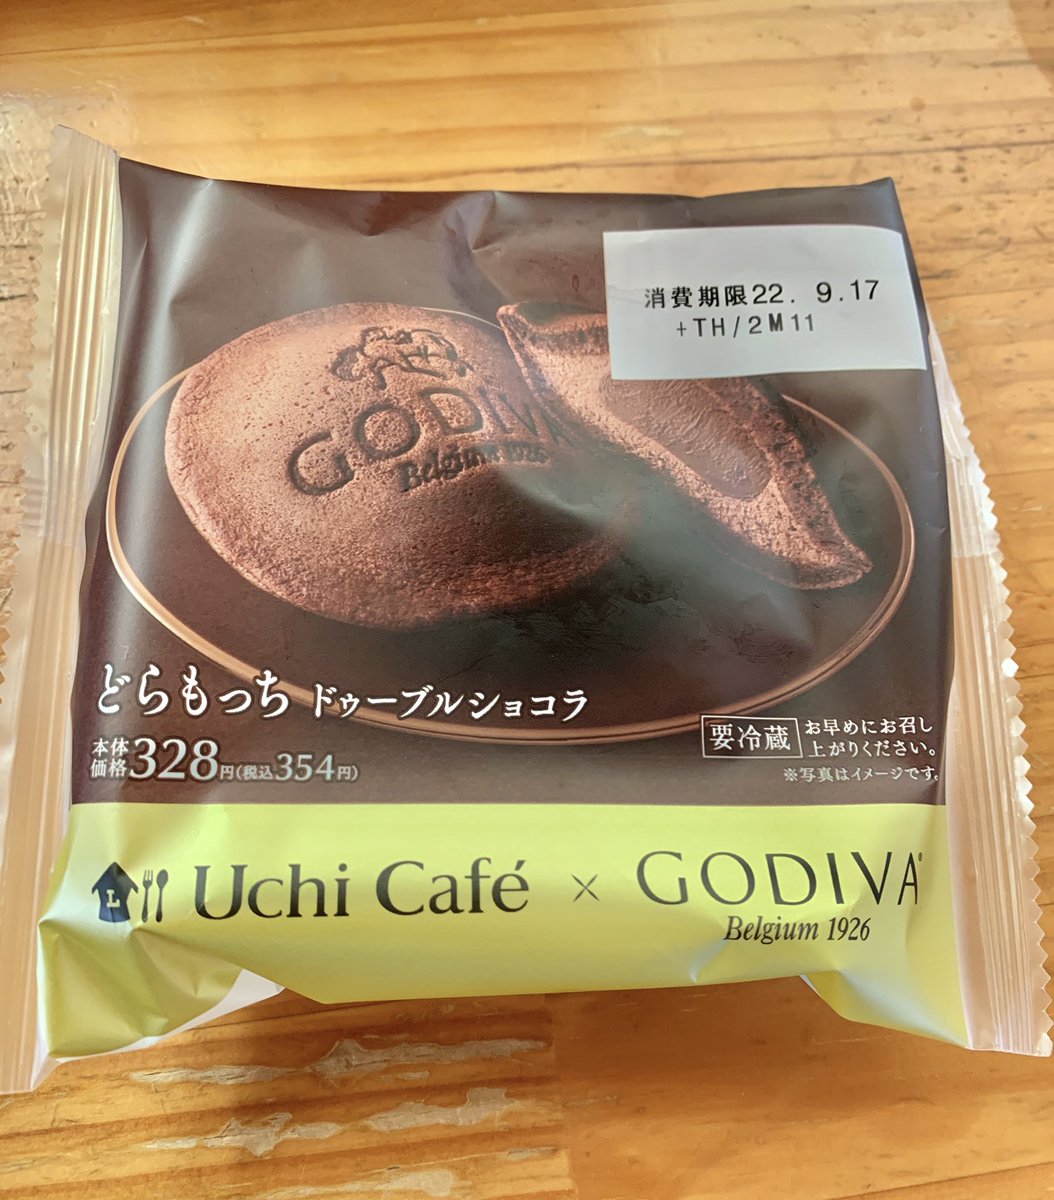 消費期限22. 9.17
+TH/2M11
GODIVA
Belgium 1926
どらもっち ドゥーブルショコラ
本体価格328円(税込354円)
要冷蔵 お早めにお召し
上がりください。
※写真はイメージです。
L Uchi Café × GODIVA®
Belgium 1926